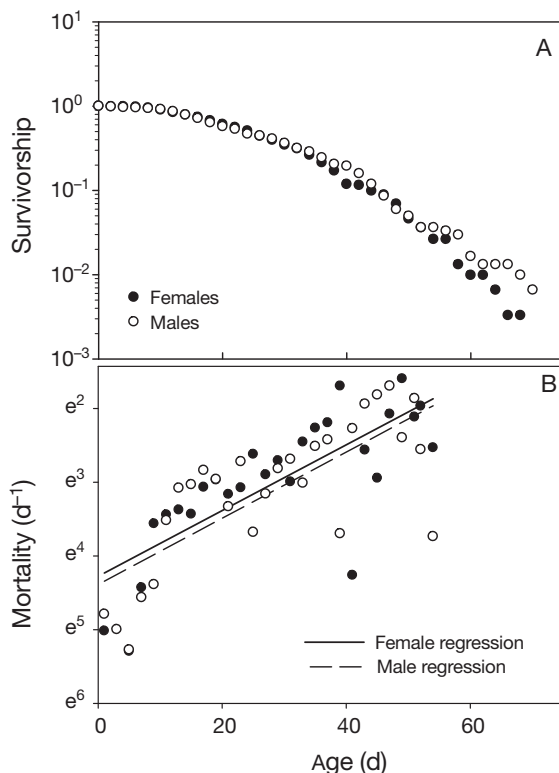 10¹
A
10⁰
10⁻¹
Survivorship
10⁻²
Females
Males
10⁻³
B
e²
e³
Mortality (d⁻¹)
e⁴
e⁵
Female regression
Male regression
e⁶
0 20 40 60
Age (d)